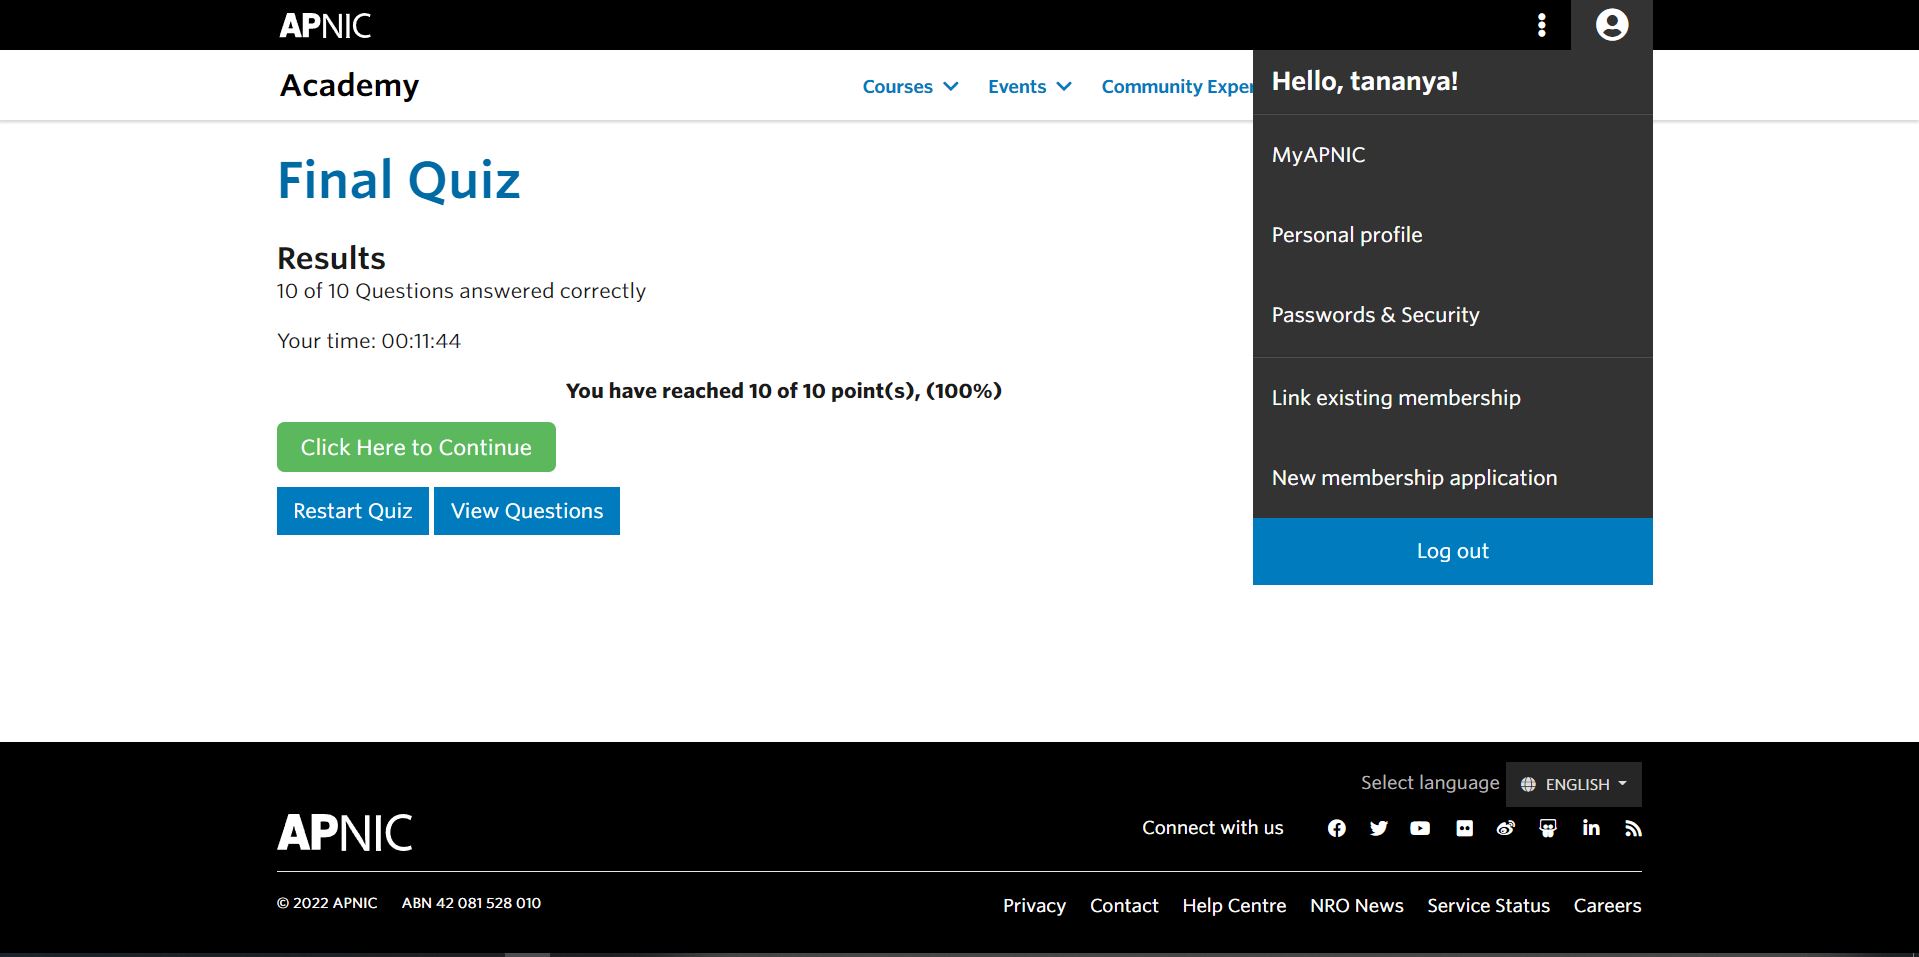 APNIC
Academy
Courses Events Community Exper
Hello, tananya!
MyAPNIC
Personal profile
Passwords & Security
Link existing membership
New membership application
Log out
Final Quiz
Results
10 of 10 Questions answered correctly
Your time: 00:11:44
You have reached 10 of 10 point(s), (100%)
Click Here to Continue
Restart Quiz View Questions
Select language ENGLISH
APNIC
Connect with us
© 2022 APNIC ABN 42 081 528 010
Privacy Contact Help Centre NRO News Service Status Careers